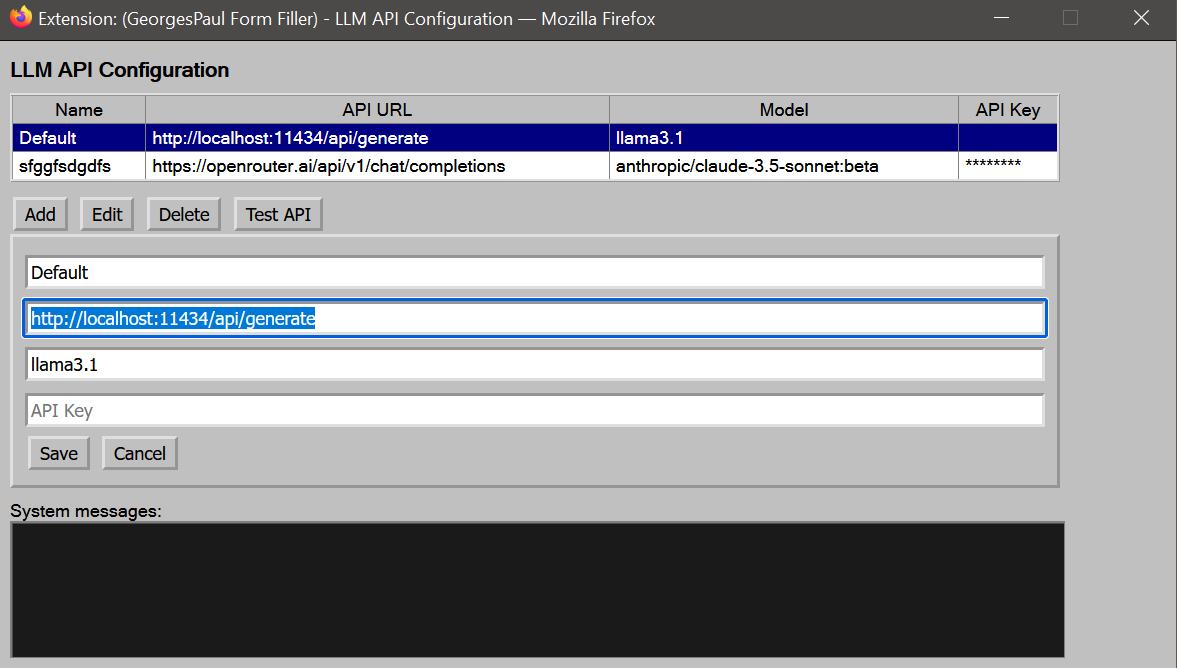 Extension: (GeorgesPaul Form Filler) - LLM API Configuration — Mozilla Firefox
LLM API Configuration
Name API URL Model API Key
Default http://localhost:11434/api/generate llama3.1
sfggfsdgdfs https://openrouter.ai/api/v1/chat/completions anthropic/claude-3.5-sonnet:beta ********
Add Edit Delete Test API
Default
http://localhost:11434/api/generate
llama3.1
API Key
Save Cancel
System messages: